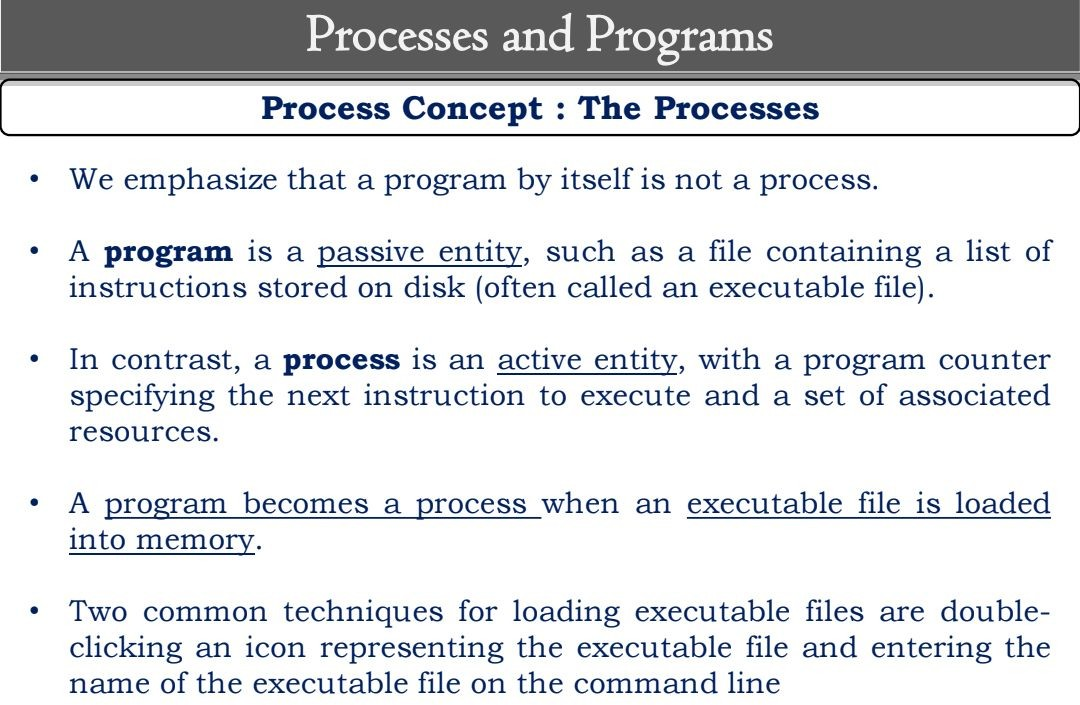 Processes and Programs
Process Concept : The Processes
• We emphasize that a program by itself is not a process.
• A program is a passive entity, such as a file containing a list of
instructions stored on disk (often called an executable file).
• In contrast, a process is an active entity, with a program counter
specifying the next instruction to execute and a set of associated
resources.
• A program becomes a process when an executable file is loaded
into memory.
• Two common techniques for loading executable files are double-
clicking an icon representing the executable file and entering the
name of the executable file on the command line